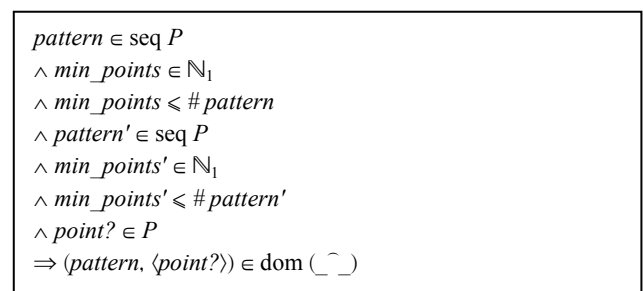 pattern ∈ seq P
∧ min_points ∈ ℕ₁
∧ min_points ⩽ # pattern
∧ pattern′ ∈ seq P
∧ min_points′ ∈ ℕ₁
∧ min_points′ ⩽ # pattern′
∧ point? ∈ P
⇒ (pattern, ⟨point?⟩) ∈ dom (_⁀_)